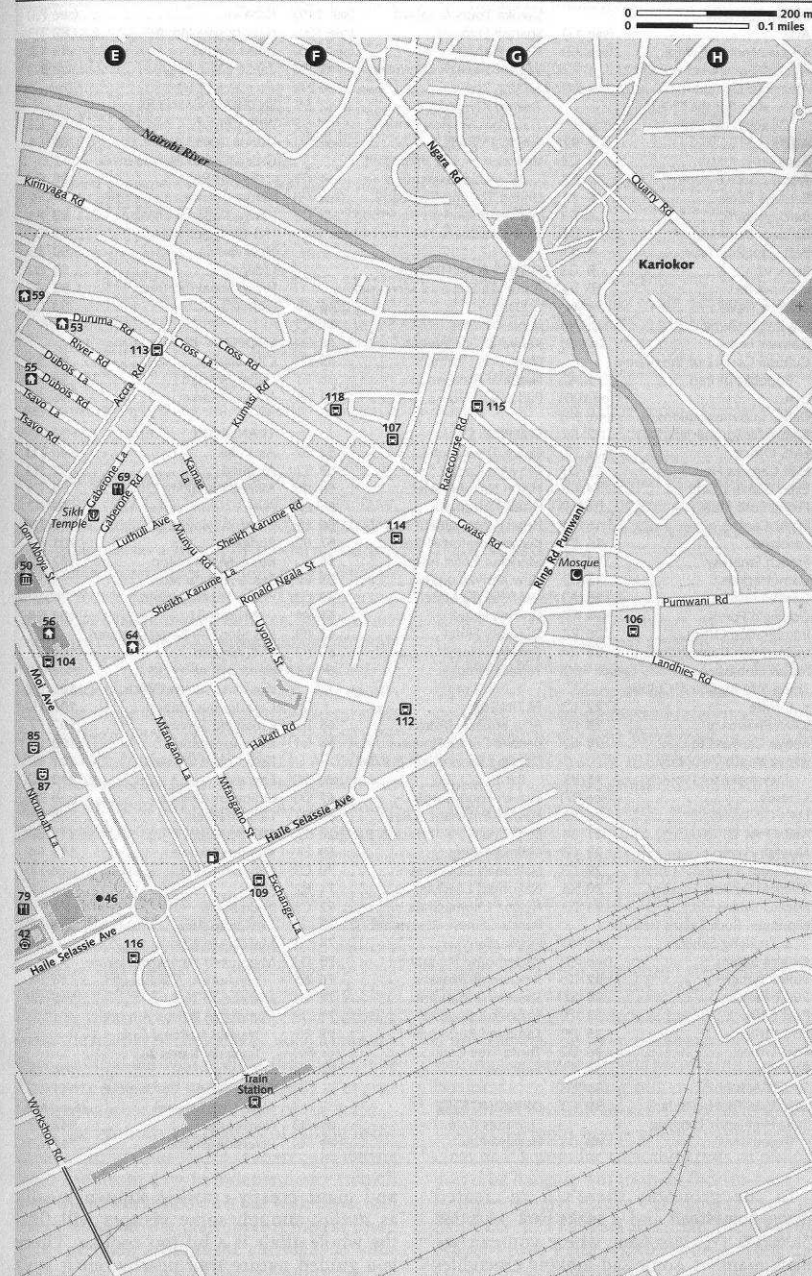 0 200 m
0 0.1 miles
E F G H
Nairobi River
Ngara Rd
Quarry Rd
Kirinyaga Rd
Kariokor
59
53
Duruma Rd
River Rd
113
Cross La
Cross Rd
55
Dubois La
Dubois Rd
Accra Rd
Tsavo La
Tsavo Rd
Kumasi Rd
118
107
115
Racecourse Rd
69
Gaberone La
Gaberone Rd
Kamae La
Sikh
Temple
Luthuli Ave
Munyu Rd
Sheikh Karume Rd
114
Gwasi Rd
Ring Rd Pumwani
Tom Mboya St
50
Sheikh Karume La
Ronald Ngala St
Mosque
Pumwani Rd
56
64
Uyoma St
106
104
Landhies Rd
Moi Ave
Mfangano La
112
85
Hakati Rd
87
Nkrumah La
Mfangano St
Haile Selassie Ave
79
46
109
Exchange La
42
Haile Selassie Ave
116
Train
Station
Workshop Rd